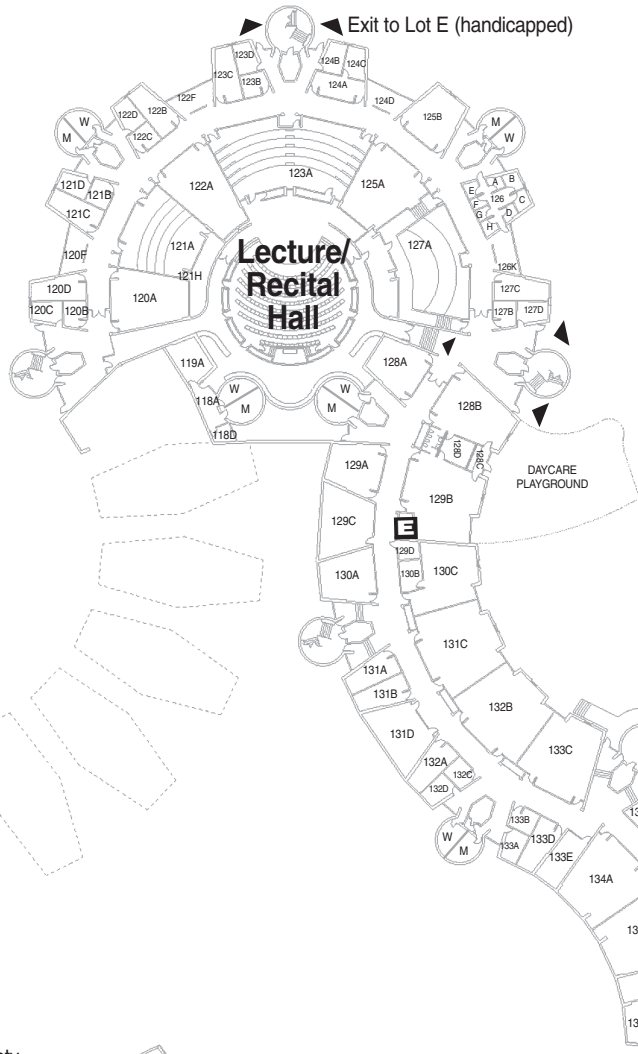 Exit to Lot E (handicapped)
123D
124B
124C
123C
123B
124A
122F
124D
122D
122B
125B
122C
W
M
M
W
123A
122A
125A
121D
121B
121C
A
B
E
126
C
F
G
D
H
121A
127A
120F
121H
Lecture/
Recital
Hall
126K
120D
120A
127C
120C
120B
127B
127D
119A
128A
W
M
W
M
118A
128B
118D
128D
128C
129A
DAYCARE
PLAYGROUND
129B
129C
E
129D
130C
130A
130B
131C
131A
131B
132B
131D
133C
132A
132C
132D
133B
W
M
133A
133D
133E
134A